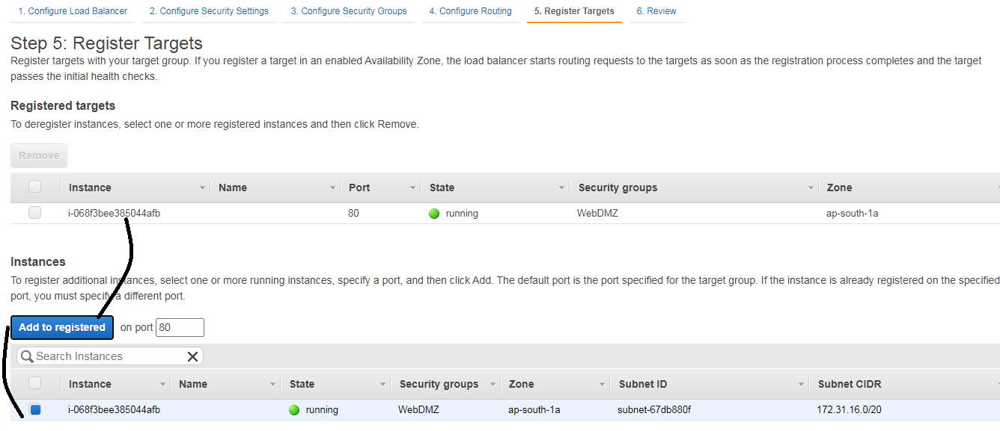 1. Configure Load Balancer 2. Configure Security Settings 3. Configure Security Groups 4. Configure Routing 5. Register Targets 6. Review
Step 5: Register Targets
Register targets with your target group. If you register a target in an enabled Availability Zone, the load balancer starts routing requests to the targets as soon as the registration process completes and the target
passes the initial health checks.
Registered targets
To deregister instances, select one or more registered instances and then click Remove.
Remove
Instance Name Port State Security groups Zone
i-068f3bee385044afb 80 running WebDMZ ap-south-1a
Instances
To register additional instances, select one or more running instances, specify a port, and then click Add. The default port is the port specified for the target group. If the instance is already registered on the specified
port, you must specify a different port.
Add to registered on port 80
Search Instances
Instance Name State Security groups Zone Subnet ID Subnet CIDR
i-068f3bee385044afb running WebDMZ ap-south-1a subnet-67db880f 172.31.16.0/20